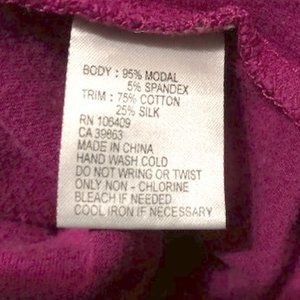 BODY : 95% MODAL
5% SPANDEX
TRIM : 75% COTTON
25% SILK
RN 106409
CA 39863
MADE IN CHINA
HAND WASH COLD
DO NOT WRING OR TWIST
ONLY NON - CHLORINE
BLEACH IF NEEDED
COOL IRON IF NECESSARY